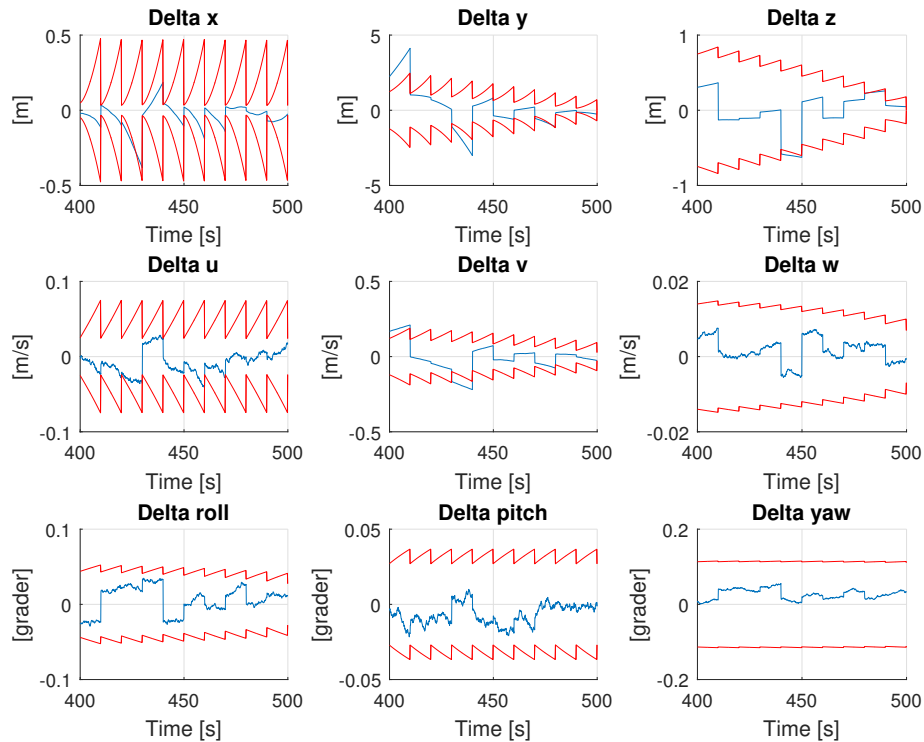 Delta x
Delta y
Delta z
0.5
0
-0.5
[m]
400
450
500
Time [s]
5
0
-5
[m]
400
450
500
Time [s]
1
0
-1
[m]
400
450
500
Time [s]
Delta u
Delta v
Delta w
0.1
0
-0.1
[m/s]
400
450
500
Time [s]
0.5
0
-0.5
[m/s]
400
450
500
Time [s]
0.02
0
-0.02
[m/s]
400
450
500
Time [s]
Delta roll
Delta pitch
Delta yaw
0.1
0
-0.1
[grader]
400
450
500
Time [s]
0.05
0
-0.05
[grader]
400
450
500
Time [s]
0.2
0
-0.2
[grader]
400
450
500
Time [s]